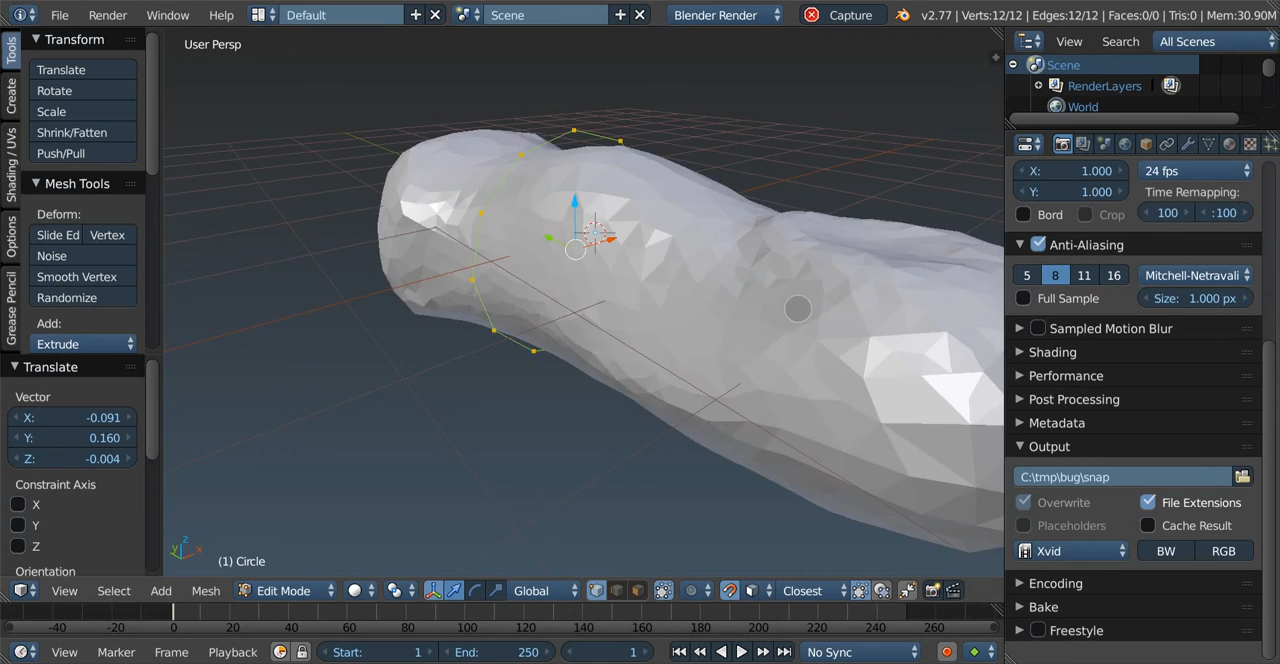 File Render Window Help Default Scene Blender Render Capture v2.77 | Verts:12/12 | Edges:12/12 | Faces:0/0 | Tris:0 | Mem:30.90M
Tools
Create
Shading / UVs
Options
Grease Pencil
Transform
Translate
Rotate
Scale
Shrink/Fatten
Push/Pull
Mesh Tools
Deform:
Slide Ed Vertex
Noise
Smooth Vertex
Randomize
Add:
Extrude
Translate
Vector
X: -0.091
Y: 0.160
Z: -0.004
Constraint Axis
X
Y
Z
Orientation
User Persp
z
y x
(1) Circle
View Select Add Mesh Edit Mode Global Closest
-40 -20 0 20 40 60 80 100 120 140 160 180 200 220 240 260
View Marker Frame Playback Start: 1 End: 250 1 No Sync
View Search All Scenes
Scene
RenderLayers
World
X: 1.000 24 fps
Y: 1.000 Time Remapping:
Bord Crop 100 :100
Anti-Aliasing
5 8 11 16 Mitchell-Netravali
Full Sample Size: 1.000 px
Sampled Motion Blur
Shading
Performance
Post Processing
Metadata
Output
C:\tmp\bug\snap
Overwrite File Extensions
Placeholders Cache Result
Xvid BW RGB
Encoding
Bake
Freestyle